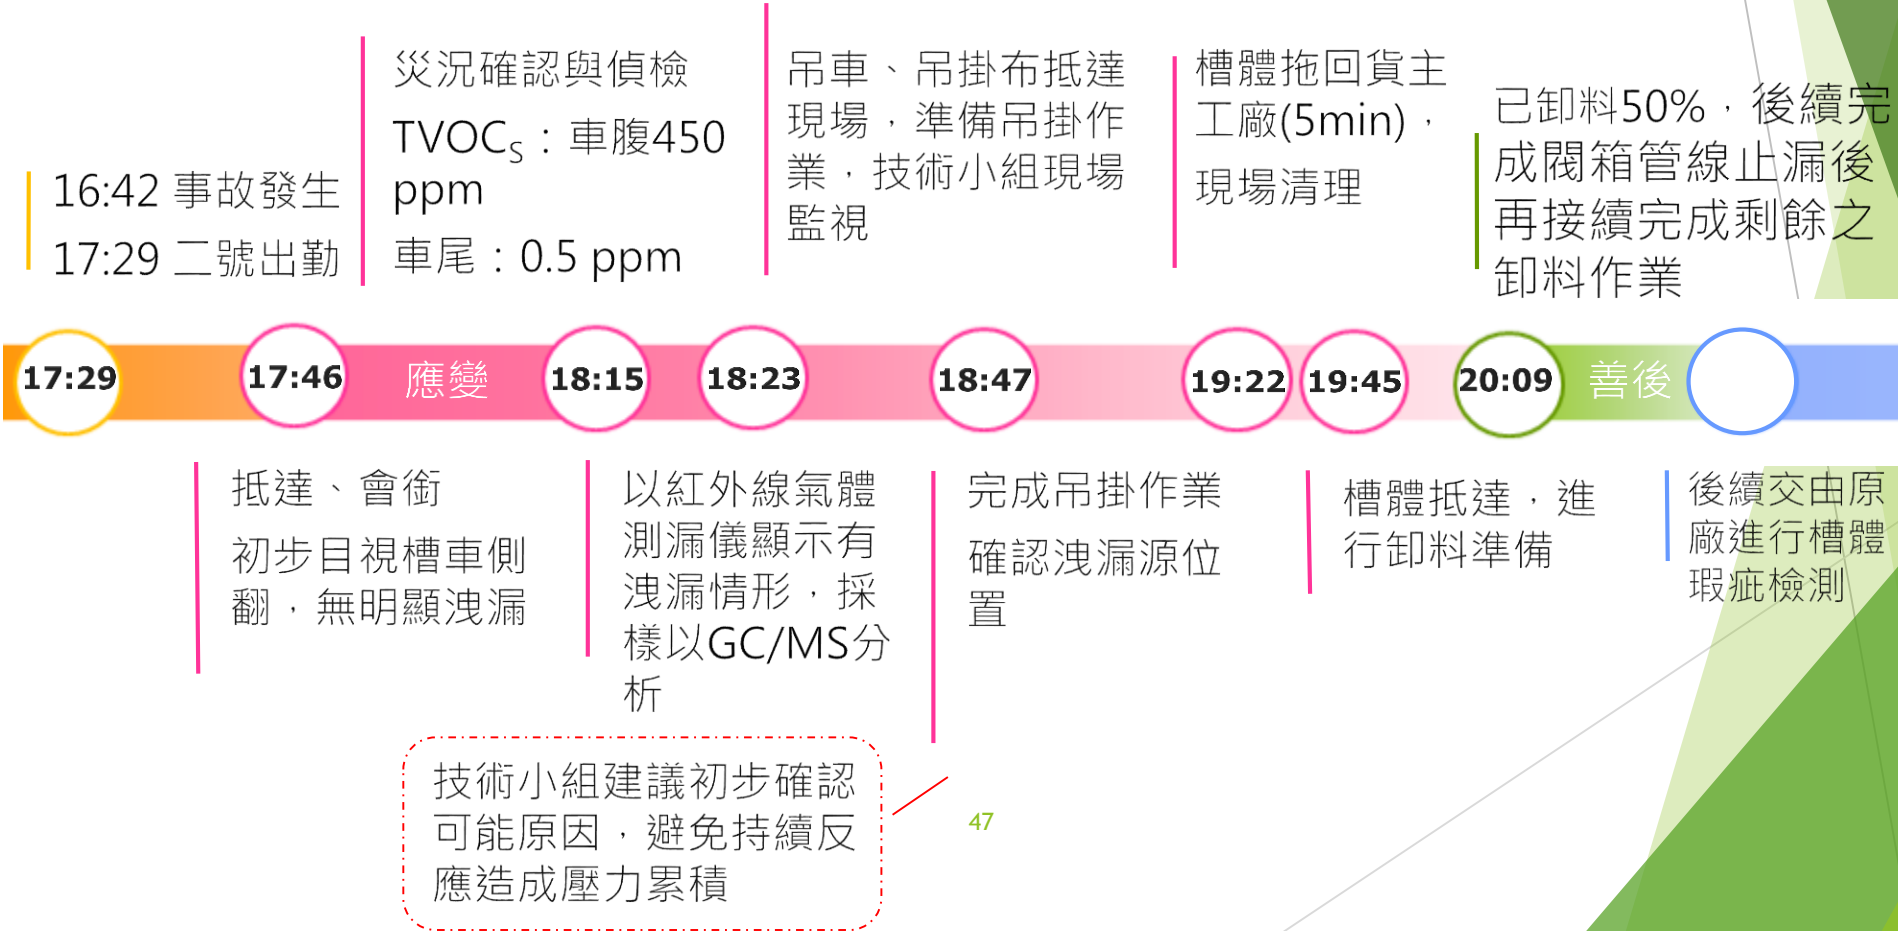 16:42 事故發生
17:29 二號出勤
災況確認與偵檢
TVOCS：車腹450
ppm
車尾：0.5 ppm
吊車、吊掛布抵達
現場，準備吊掛作
業，技術小組現場
監視
槽體拖回貨主
工廠(5min)，
現場清理
已卸料50%，後續完
成閥箱管線止漏後
再接續完成剩餘之
卸料作業
17:29
17:46
應變
18:15
18:23
18:47
19:22
19:45
20:09
善後
抵達、會銜
初步目視槽車側
翻，無明顯洩漏
以紅外線氣體
測漏儀顯示有
洩漏情形，採
樣以GC/MS分
析
完成吊掛作業
確認洩漏源位
置
槽體抵達，進
行卸料準備
後續交由原
廠進行槽體
瑕疵檢測
技術小組建議初步確認
可能原因，避免持續反
應造成壓力累積
47